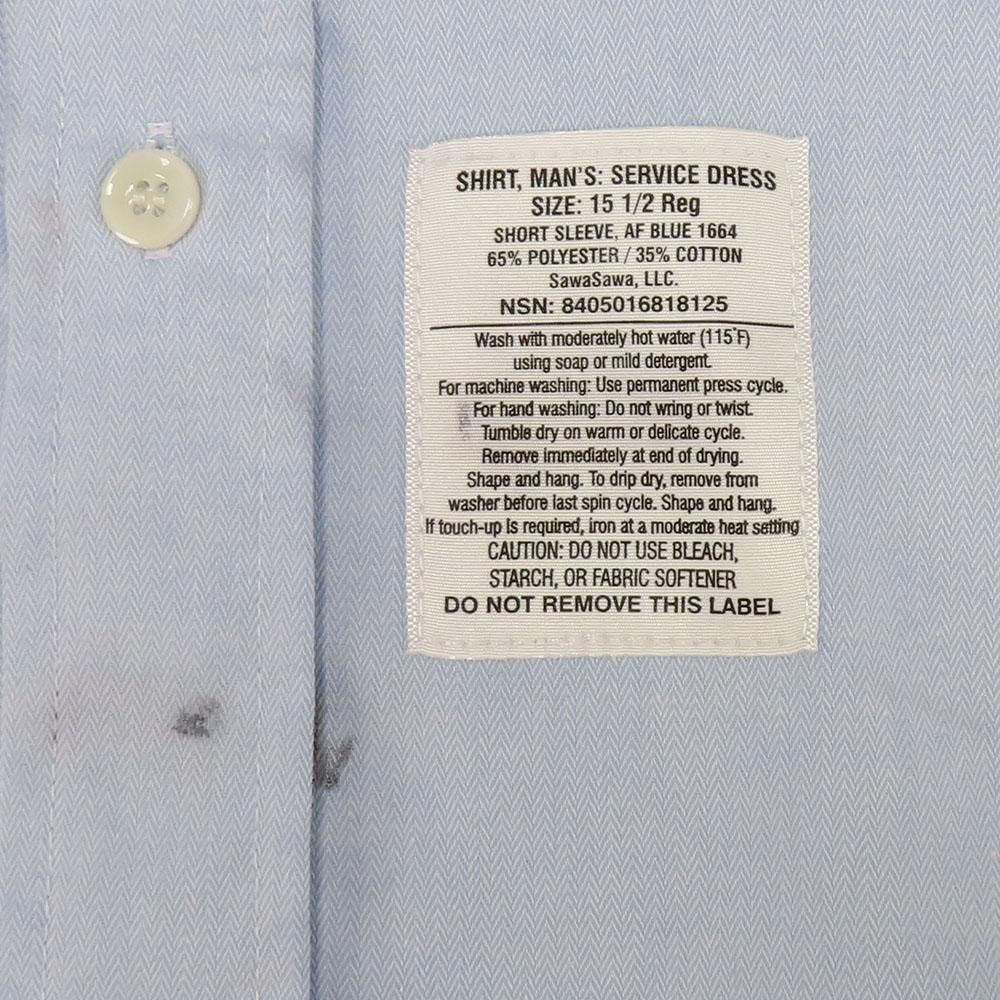 SHIRT, MAN'S: SERVICE DRESS
SIZE: 15 1/2 Reg
SHORT SLEEVE, AF BLUE 1664
65% POLYESTER / 35% COTTON
SawaSawa, LLC.
NSN: 8405016818125
Wash with moderately hot water (115°F)
using soap or mild detergent.
For machine washing: Use permanent press cycle.
For hand washing: Do not wring or twist.
Tumble dry on warm or delicate cycle.
Remove immediately at end of drying.
Shape and hang. To drip dry, remove from
washer before last spin cycle. Shape and hang.
If touch-up is required, iron at a moderate heat setting
CAUTION: DO NOT USE BLEACH,
STARCH, OR FABRIC SOFTENER
DO NOT REMOVE THIS LABEL